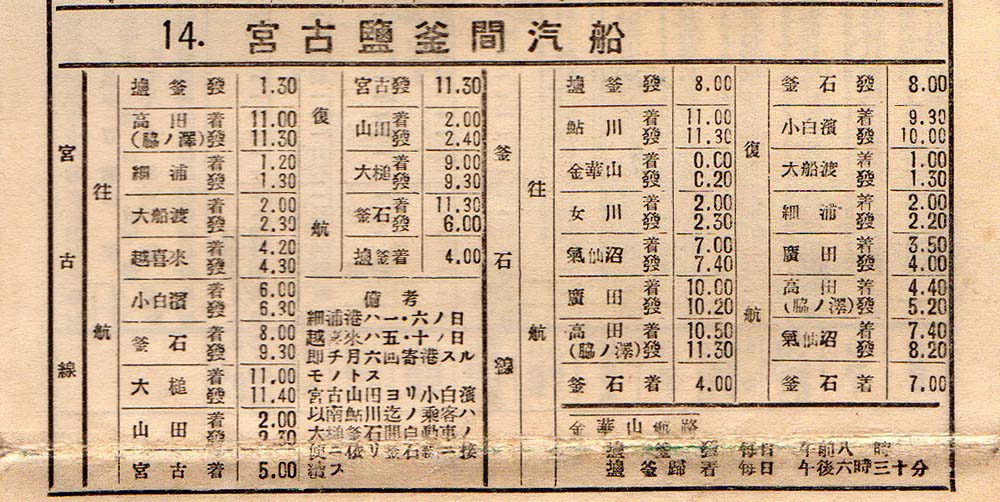 14. 宮古鹽釜間汽船
宮古線
往航
塩釜發 1.30
高田着 11.00
(脇ノ澤)發 11.30
細浦着 1.20
發 1.30
大船渡着 2.00
發 2.30
越喜來着 4.20
發 4.30
小白濱着 6.00
發 6.30
釜石着 8.00
發 9.30
大槌着 11.00
發 11.40
山田着 2.00
發 2.30
宮古着 5.00
復航
宮古發 11.30
山田着 2.00
發 2.40
大槌着 9.00
發 9.30
釜石着 11.30
發 6.00
塩釜着 4.00
備考
細浦港ハ一・六ノ日
越喜來ハ五・十ノ日
即チ月六回寄港スル
モノトス
宮古山田ヨリ小白濱
以南鮎川迄ノ乘客ハ
大槌釜石間自動車ノ
便ニ依リ釜石線ニ接
續ス
釜石線
往航
塩釜發 8.00
鮎川着 11.00
發 11.30
金華山着 0.00
發 0.20
女川着 2.00
發 2.30
氣仙沼着 7.00
發 7.40
廣田着 10.00
發 10.20
高田着 10.50
(脇ノ澤)發 11.30
釜石着 4.00
復航
釜石發 8.00
小白濱着 9.30
發 10.00
大船渡着 1.00
發 1.30
細浦着 2.00
發 2.20
廣田着 3.50
發 4.00
高田着 4.40
(脇ノ澤)發 5.20
氣仙沼着 7.40
發 8.20
釜石着 7.00
金華山航路
塩釜發 每日 午前八時
塩釜歸着 每日 午後六時三十分